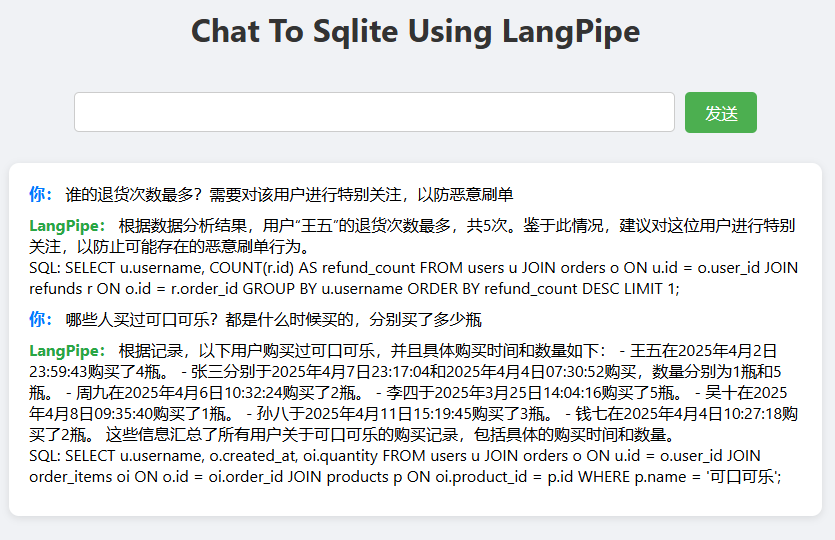 Chat To Sqlite Using LangPipe
发送
你： 谁的退货次数最多？需要对该用户进行特别关注，以防恶意刷单
LangPipe： 根据数据分析结果，用户“王五”的退货次数最多，共5次。鉴于此情况，建议对这位用户进行特别
关注，以防止可能存在的恶意刷单行为。
SQL: SELECT u.username, COUNT(r.id) AS refund_count FROM users u JOIN orders o ON u.id = o.user_id JOIN
refunds r ON o.id = r.order_id GROUP BY u.username ORDER BY refund_count DESC LIMIT 1;
你： 哪些人买过可口可乐？都是什么时候买的，分别买了多少瓶
LangPipe： 根据记录，以下用户购买过可口可乐，并且具体购买时间和数量如下： - 王五在2025年4月2日
23:59:43购买了4瓶。 - 张三分别于2025年4月7日23:17:04和2025年4月4日07:30:52购买，数量分别为1瓶和5
瓶。 - 周九在2025年4月6日10:32:24购买了2瓶。 - 李四于2025年3月25日14:04:16购买了5瓶。 - 吴十在2025
年4月8日09:35:40购买了1瓶。 - 孙八于2025年4月11日15:19:45购买了3瓶。 - 钱七在2025年4月4日10:27:18购
买了2瓶。 这些信息汇总了所有用户关于可口可乐的购买记录，包括具体的购买时间和数量。
SQL: SELECT u.username, o.created_at, oi.quantity FROM users u JOIN orders o ON u.id = o.user_id JOIN
order_items oi ON o.id = oi.order_id JOIN products p ON oi.product_id = p.id WHERE p.name = '可口可乐';